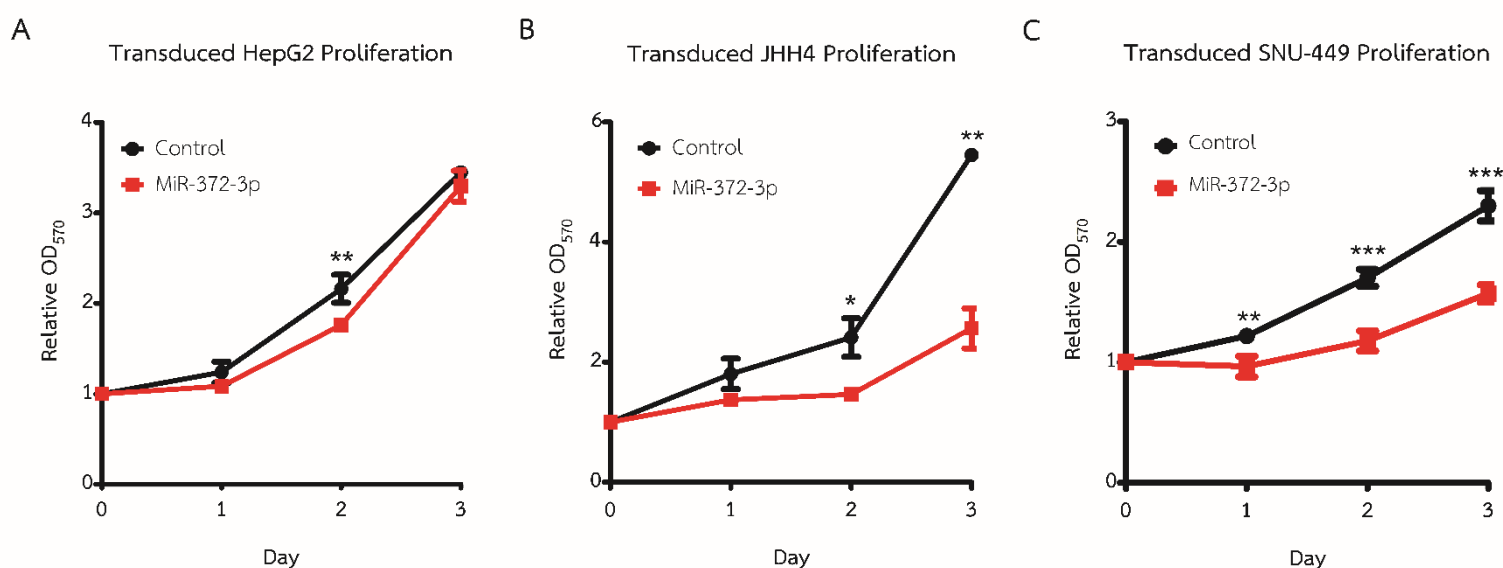 A
Transduced HepG2 Proliferation
Relative OD570
4
3
2
1
0
Control
MiR-372-3p
**
0 1 2 3
Day
B
Transduced JHH4 Proliferation
Relative OD570
6
4
2
0
Control
MiR-372-3p
*
**
0 1 2 3
Day
C
Transduced SNU-449 Proliferation
Relative OD570
3
2
1
0
Control
MiR-372-3p
**
***
***
0 1 2 3
Day